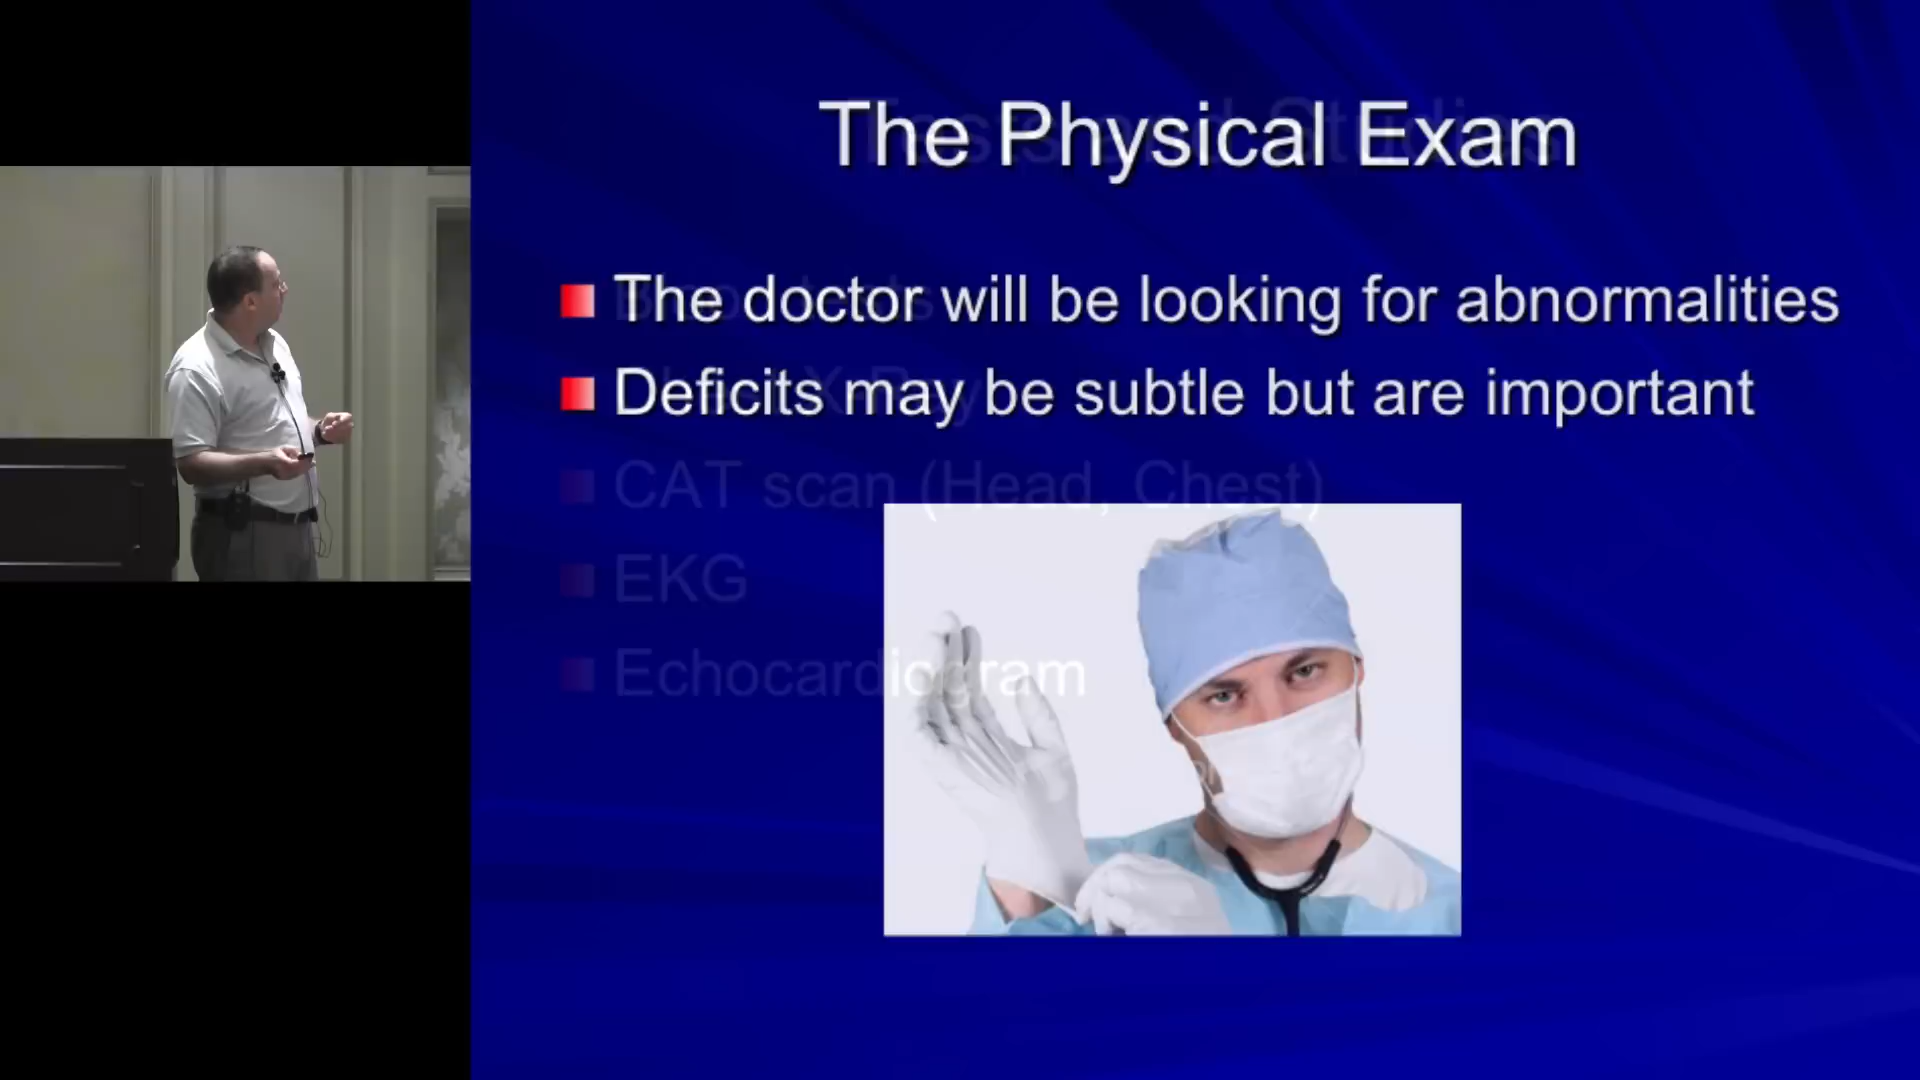 The Physical Exam
The doctor will be looking for abnormalities
Deficits may be subtle but are important
CAT scan (Head, Chest)
EKG
Echocardiogram